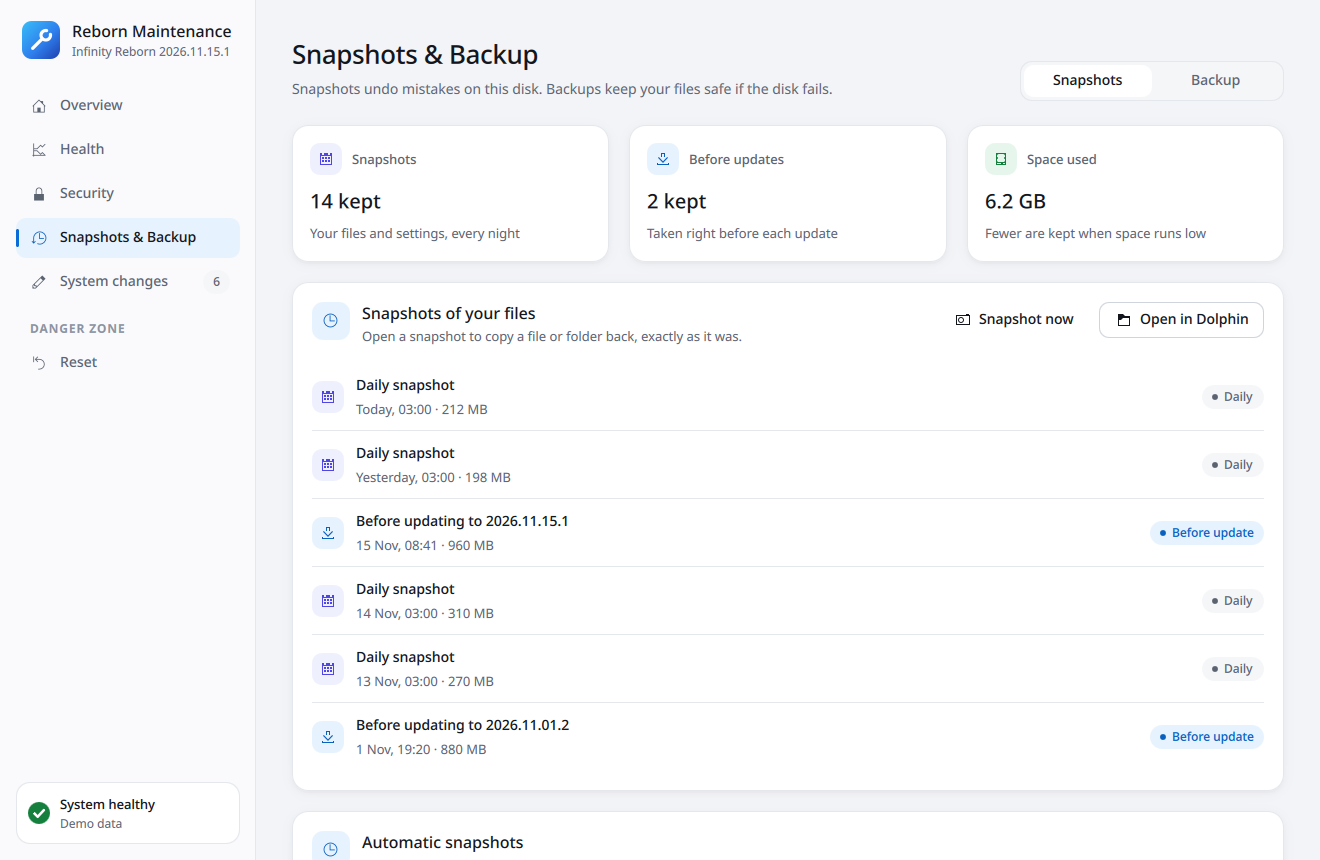 Reborn Maintenance
Infinity Reborn 2026.11.15.1
Overview
Health
Security
Snapshots & Backup
System changes 6
DANGER ZONE
Reset
System healthy
Demo data
Snapshots & Backup
Snapshots undo mistakes on this disk. Backups keep your files safe if the disk fails.
Snapshots Backup
Snapshots
14 kept
Your files and settings, every night
Before updates
2 kept
Taken right before each update
Space used
6.2 GB
Fewer are kept when space runs low
Snapshots of your files
Open a snapshot to copy a file or folder back, exactly as it was.
Snapshot now
Open in Dolphin
Daily snapshot
Today, 03:00 · 212 MB
Daily
Daily snapshot
Yesterday, 03:00 · 198 MB
Daily
Before updating to 2026.11.15.1
15 Nov, 08:41 · 960 MB
Before update
Daily snapshot
14 Nov, 03:00 · 310 MB
Daily
Daily snapshot
13 Nov, 03:00 · 270 MB
Daily
Before updating to 2026.11.01.2
1 Nov, 19:20 · 880 MB
Before update
Automatic snapshots